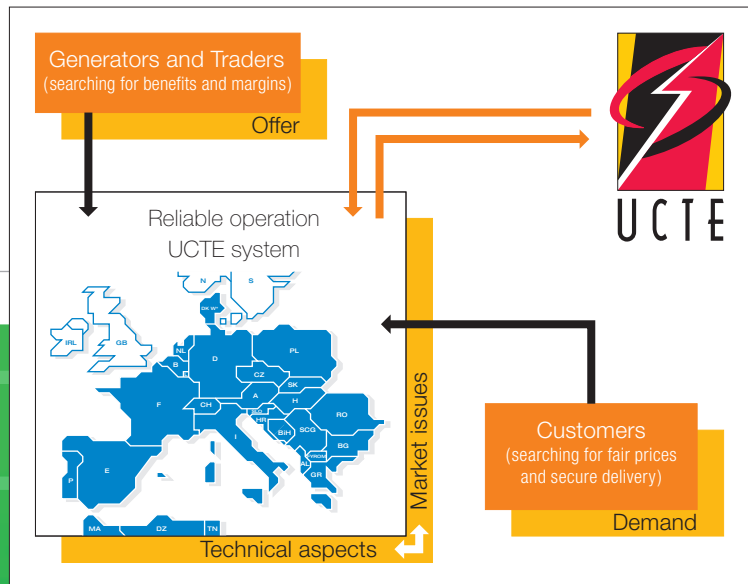 Generators and Traders
(searching for benefits and margins)
Offer
UCTE
Reliable operation
UCTE system
N
S
DK W*
IRL
GB
NL
B
D
PL
CZ
SK
F
CH
A
H
SLO
HR
RO
BiH
SCG
I
BG
FYROM
AL
GR
P
E
MA
DZ
TN
Market issues
Technical aspects
Customers
(searching for fair prices
and secure delivery)
Demand